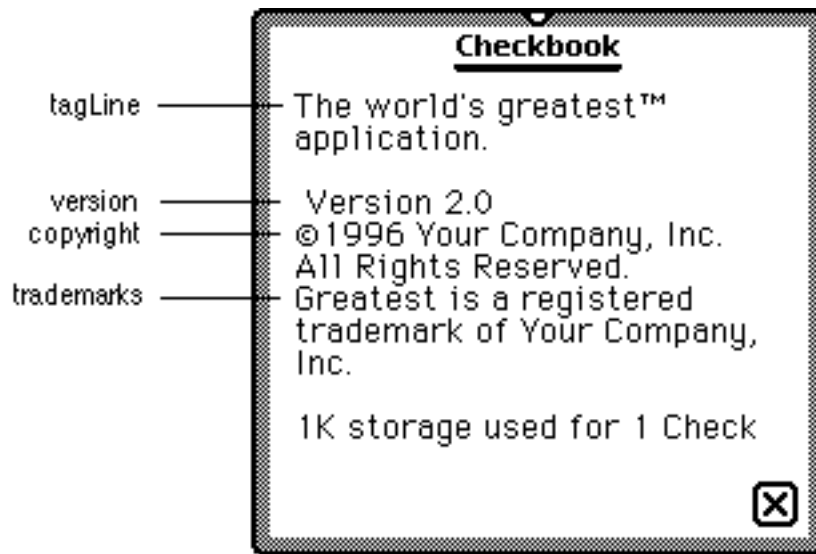 Checkbook
tagLine
The world's greatest™
application.
version
Version 2.0
copyright
©1996 Your Company, Inc.
All Rights Reserved.
trademarks
Greatest is a registered
trademark of Your Company,
Inc.
1K storage used for 1 Check